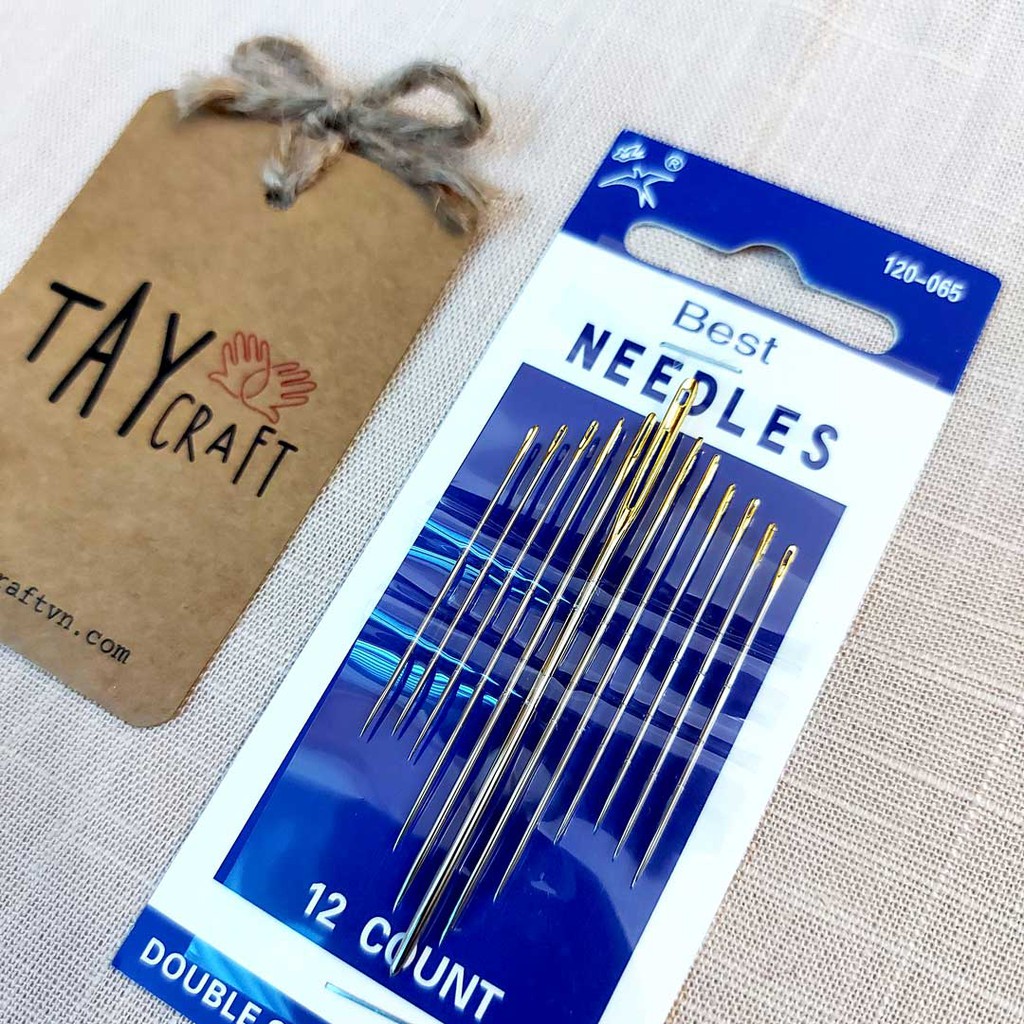 TAY
CRAFT
raftvn.com
®
120-065
Best
NEEDLES
12 COUNT
DOUBLE